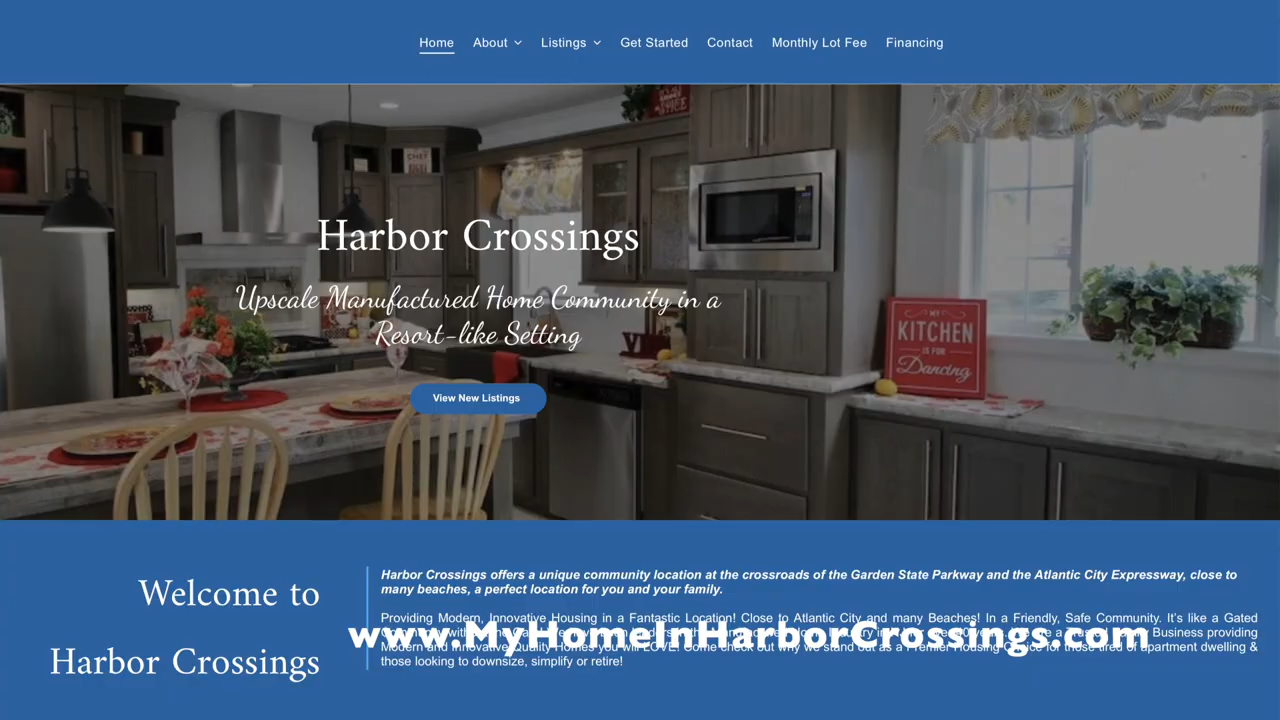 Home About Listings Get Started Contact Monthly Lot Fee Financing
Harbor Crossings
Upscale Manufactured Home Community in a
Resort-like Setting
View New Listings
CHEF
MY
KITCHEN
IS FOR
Dancing
Welcome to
Harbor Crossings
Harbor Crossings offers a unique community location at the crossroads of the Garden State Parkway and the Atlantic City Expressway, close to
many beaches, a perfect location for you and your family.
Providing Modern, Innovative Housing in a Fantastic Location! Close to Atlantic City and many Beaches! In a Friendly, Safe Community. It's like a Gated
www.MyHomeInHarborCrossings.com
Business providing
Modern and Innovative Quality Homes you will LOVE! Come check out why we stand out as a Premier Housing Choice for those tired of apartment dwelling &
those looking to downsize, simplify or retire!